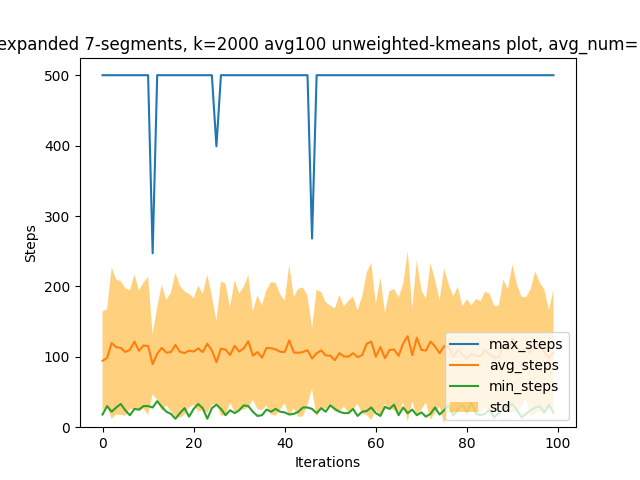 expanded 7-segments, k=2000 avg100 unweighted-kmeans plot, avg_num=
500
400
300
200
100
0
Steps
0 20 40 60 80 100
Iterations
max_steps
avg_steps
min_steps
std